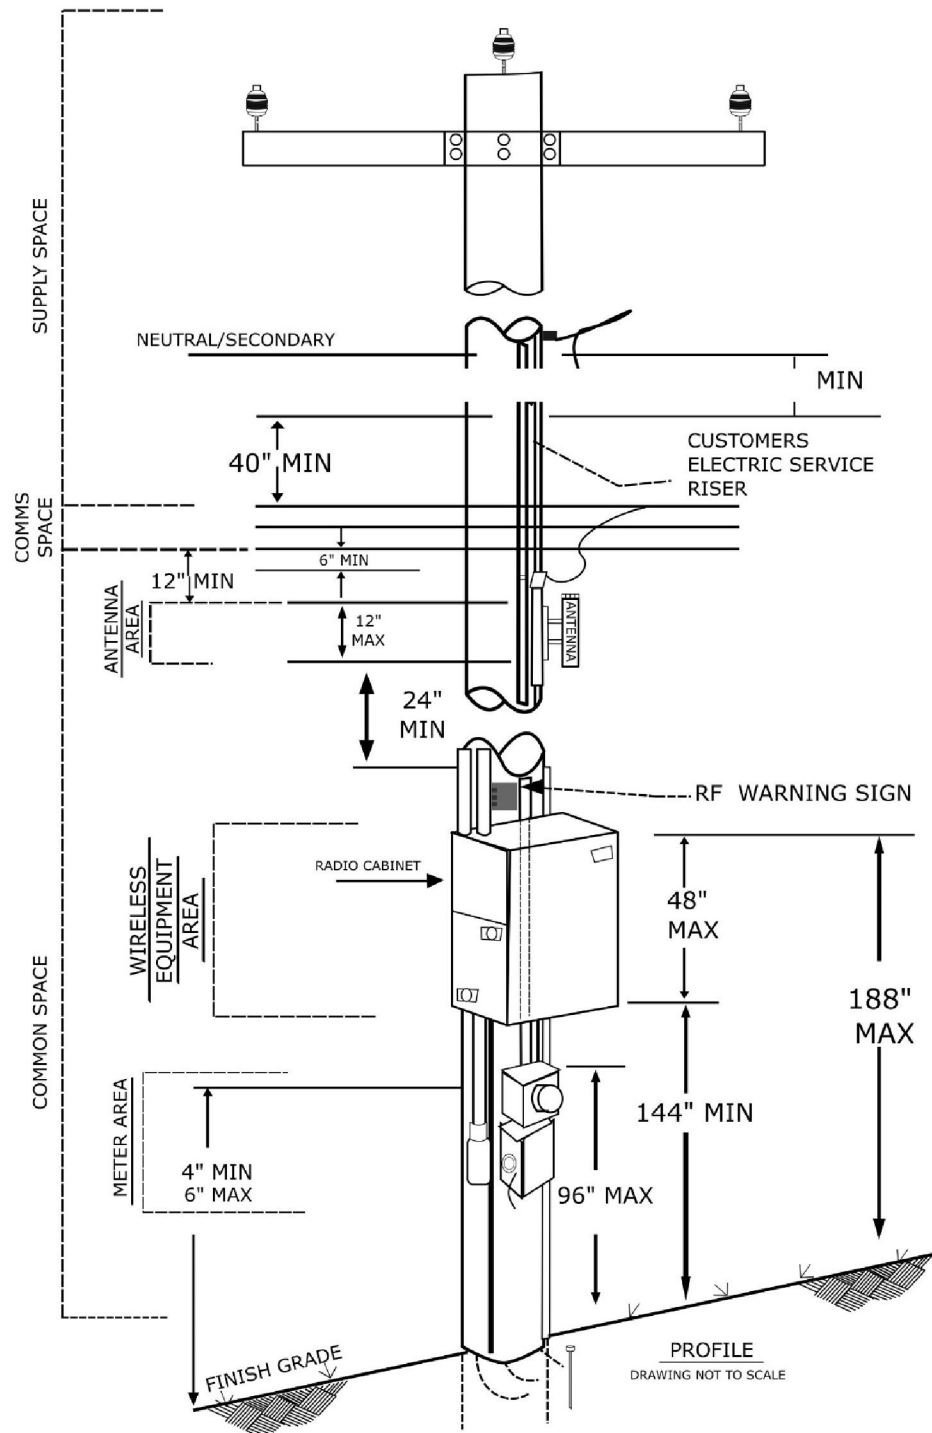 SUPPLY SPACE
NEUTRAL/SECONDARY
MIN
40" MIN
CUSTOMERS
ELECTRIC SERVICE
RISER
COMMS
SPACE
6" MIN
12" MIN
ANTENNA
AREA
12"
MAX
ANTENNA
24"
MIN
RF WARNING SIGN
RADIO CABINET
WIRELESS
EQUIPMENT
AREA
48"
MAX
188"
MAX
COMMON SPACE
METER AREA
4" MIN
6" MAX
144" MIN
96" MAX
FINISH GRADE
PROFILE
DRAWING NOT TO SCALE